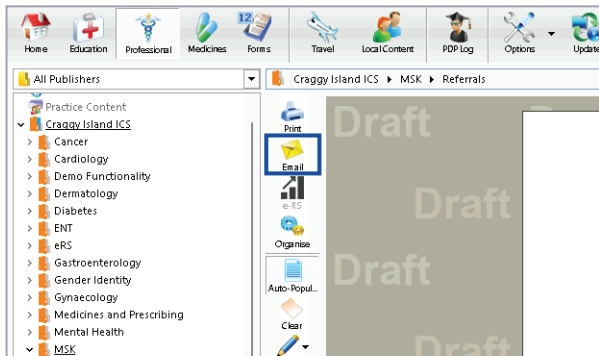 12
Home Education Professional Medicines Forms Travel Local Content PDP Log Options Update
All Publishers
Craggy Island ICS MSK Referrals
Practice Content
Craggy Island ICS
Cancer
Cardiology
Demo Functionality
Dermatology
Diabetes
ENT
eRS
Gastroenterology
Gender Identity
Gynaecology
Medicines and Prescribing
Mental Health
MSK
Print
Email
e-RS
Organise
Auto-Popul...
Clear
Draft
Draft
Draft
Draft